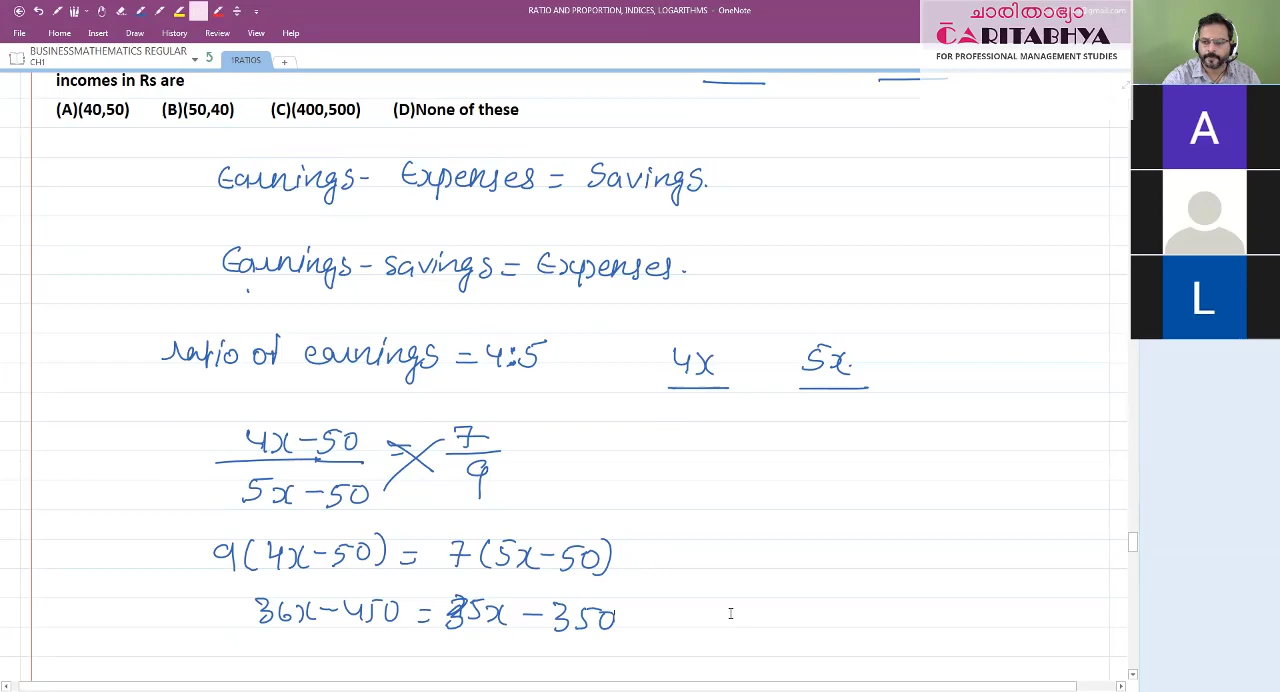 RATIO AND PROPORTION, INDICES, LOGARITHMS - OneNote
ചാരിതാഭ്യാ
CARITABHYA
FOR PROFESSIONAL MANAGEMENT STUDIES
File Home Insert Draw History Review View Help
BUSINESSMATHEMATICS REGULAR
CH1
5
1RATIOS
incomes in Rs are
(A)(40,50) (B)(50,40) (C)(400,500) (D)None of these
Earnings- Expenses = Savings.
Earnings - savings = Expenses.
ratio of earnings = 4:5 4x 5x.
4x-50 = 7
5x-50 9
9(4x-50) = 7(5x-50)
36x-450 = 35x - 350
A
L